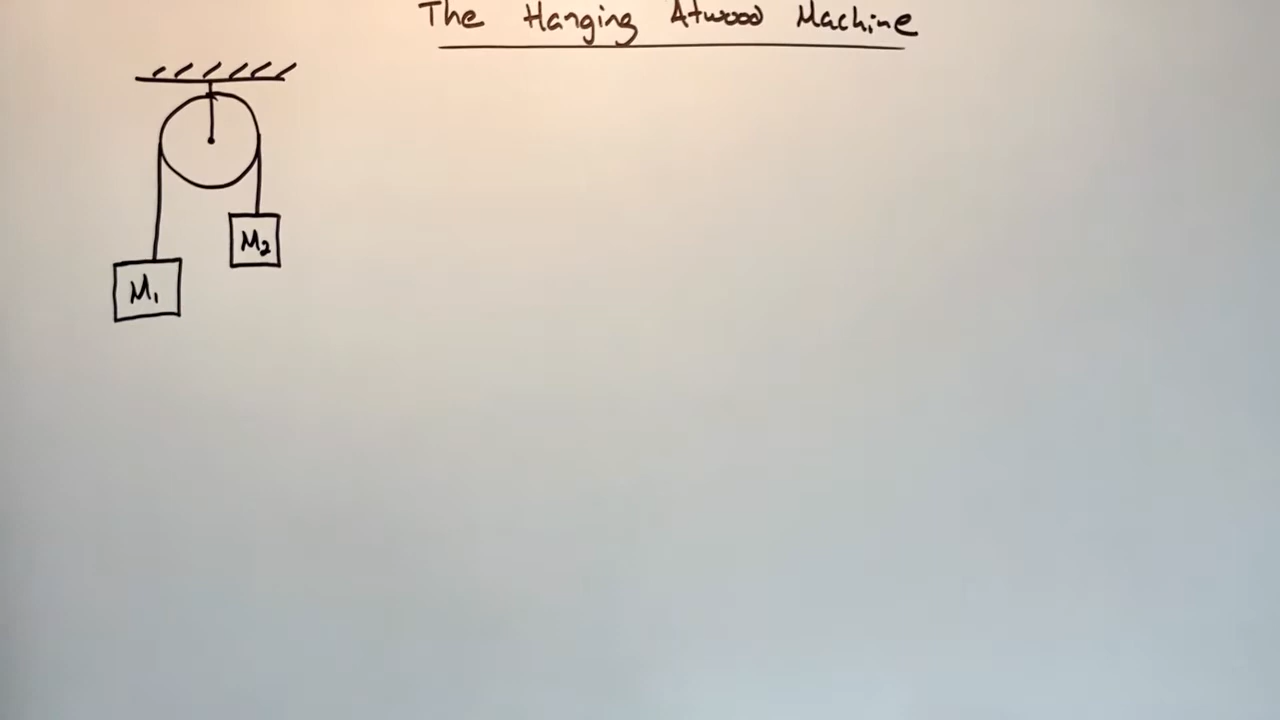 The Hanging Atwood Machine
M₂
M₁